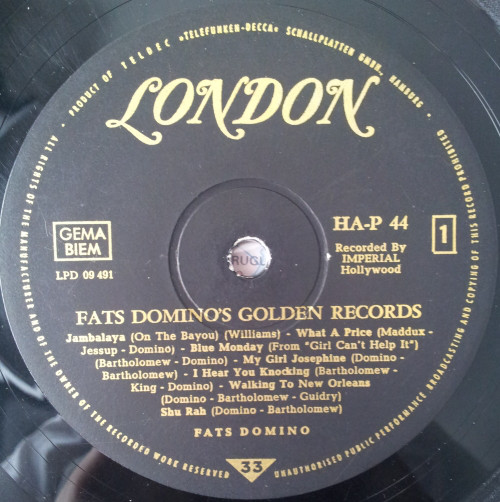 · PRODUCT OF TELDEC »TELEFUNKEN-DECCA« SCHALLPLATTEN GMBH., HAMBURG ·
LONDON
GEMA
BIEM
LPD 09 491
HA-P 44
Recorded By
IMPERIAL
Hollywood
1
RUGL
FATS DOMINO'S GOLDEN RECORDS
Jambalaya (On The Bayou) (Williams) - What A Price (Maddux -
Jessup - Domino) - Blue Monday (From "Girl Can't Help It")
(Bartholomew - Domino) - My Girl Josephine (Domino -
Bartholomew) - I Hear You Knocking (Bartholomew -
King - Domino) - Walking To New Orleans
(Domino - Bartholomew - Guidry)
Shu Rah (Domino - Bartholomew)
FATS DOMINO
33
ALL RIGHTS OF THE MANUFACTURER AND OF THE OWNER OF THE RECORDED WORK RESERVED
UNAUTHORISED PUBLIC PERFORMANCE BROADCASTING AND COPYING OF THIS RECORD PROHIBITED